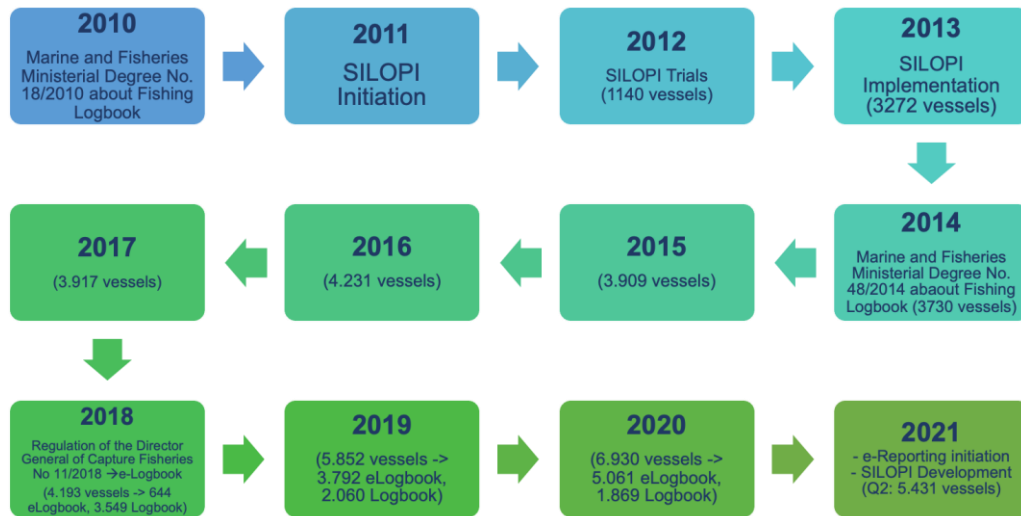 2010
Marine and Fisheries
Ministerial Degree No.
18/2010 about Fishing
Logbook
2011
SILOPI
Initiation
2012
SILOPI Trials
(1140 vessels)
2013
SILOPI
Implementation
(3272 vessels)
2014
Marine and Fisheries
Ministerial Degree No.
48/2014 abaout Fishing
Logbook (3730 vessels)
2015
(3.909 vessels)
2016
(4.231 vessels)
2017
(3.917 vessels)
2018
Regulation of the Director
General of Capture Fisheries
No 11/2018 →e-Logbook
(4.193 vessels -> 644
eLogbook, 3.549 Logbook)
2019
(5.852 vessels ->
3.792 eLogbook,
2.060 Logbook)
2020
(6.930 vessels ->
5.061 eLogbook,
1.869 Logbook)
2021
- e-Reporting initiation
- SILOPI Development
(Q2: 5.431 vessels)